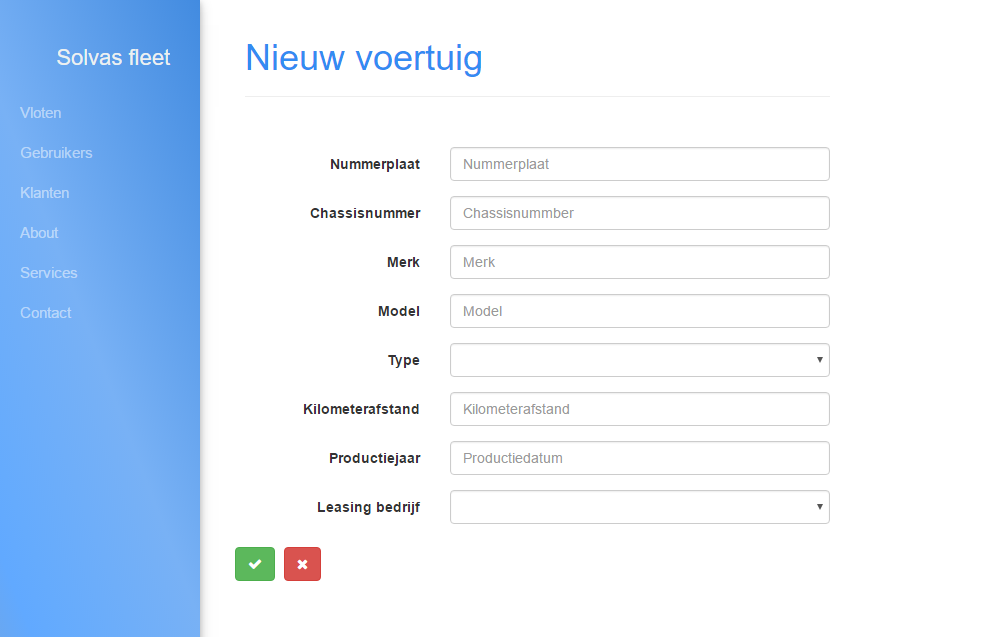 Solvas fleet
Vloten
Gebruikers
Klanten
About
Services
Contact
Nieuw voertuig
Nummerplaat
Nummerplaat
Chassisnummer
Chassisnummber
Merk
Merk
Model
Model
Type
Kilometerafstand
Kilometerafstand
Productiejaar
Productiedatum
Leasing bedrijf